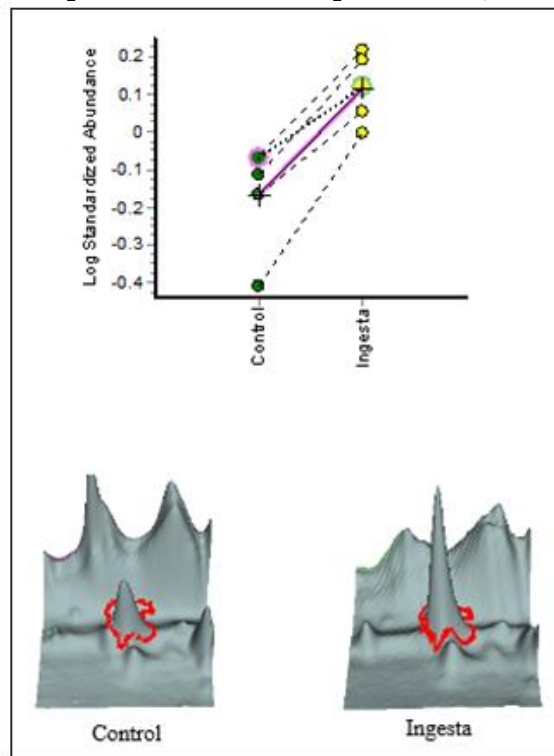 Log Standardized Abundance
0.2
0.1
0
-0.1
-0.2
-0.3
-0.4
Control
Ingesta
Control
Ingesta